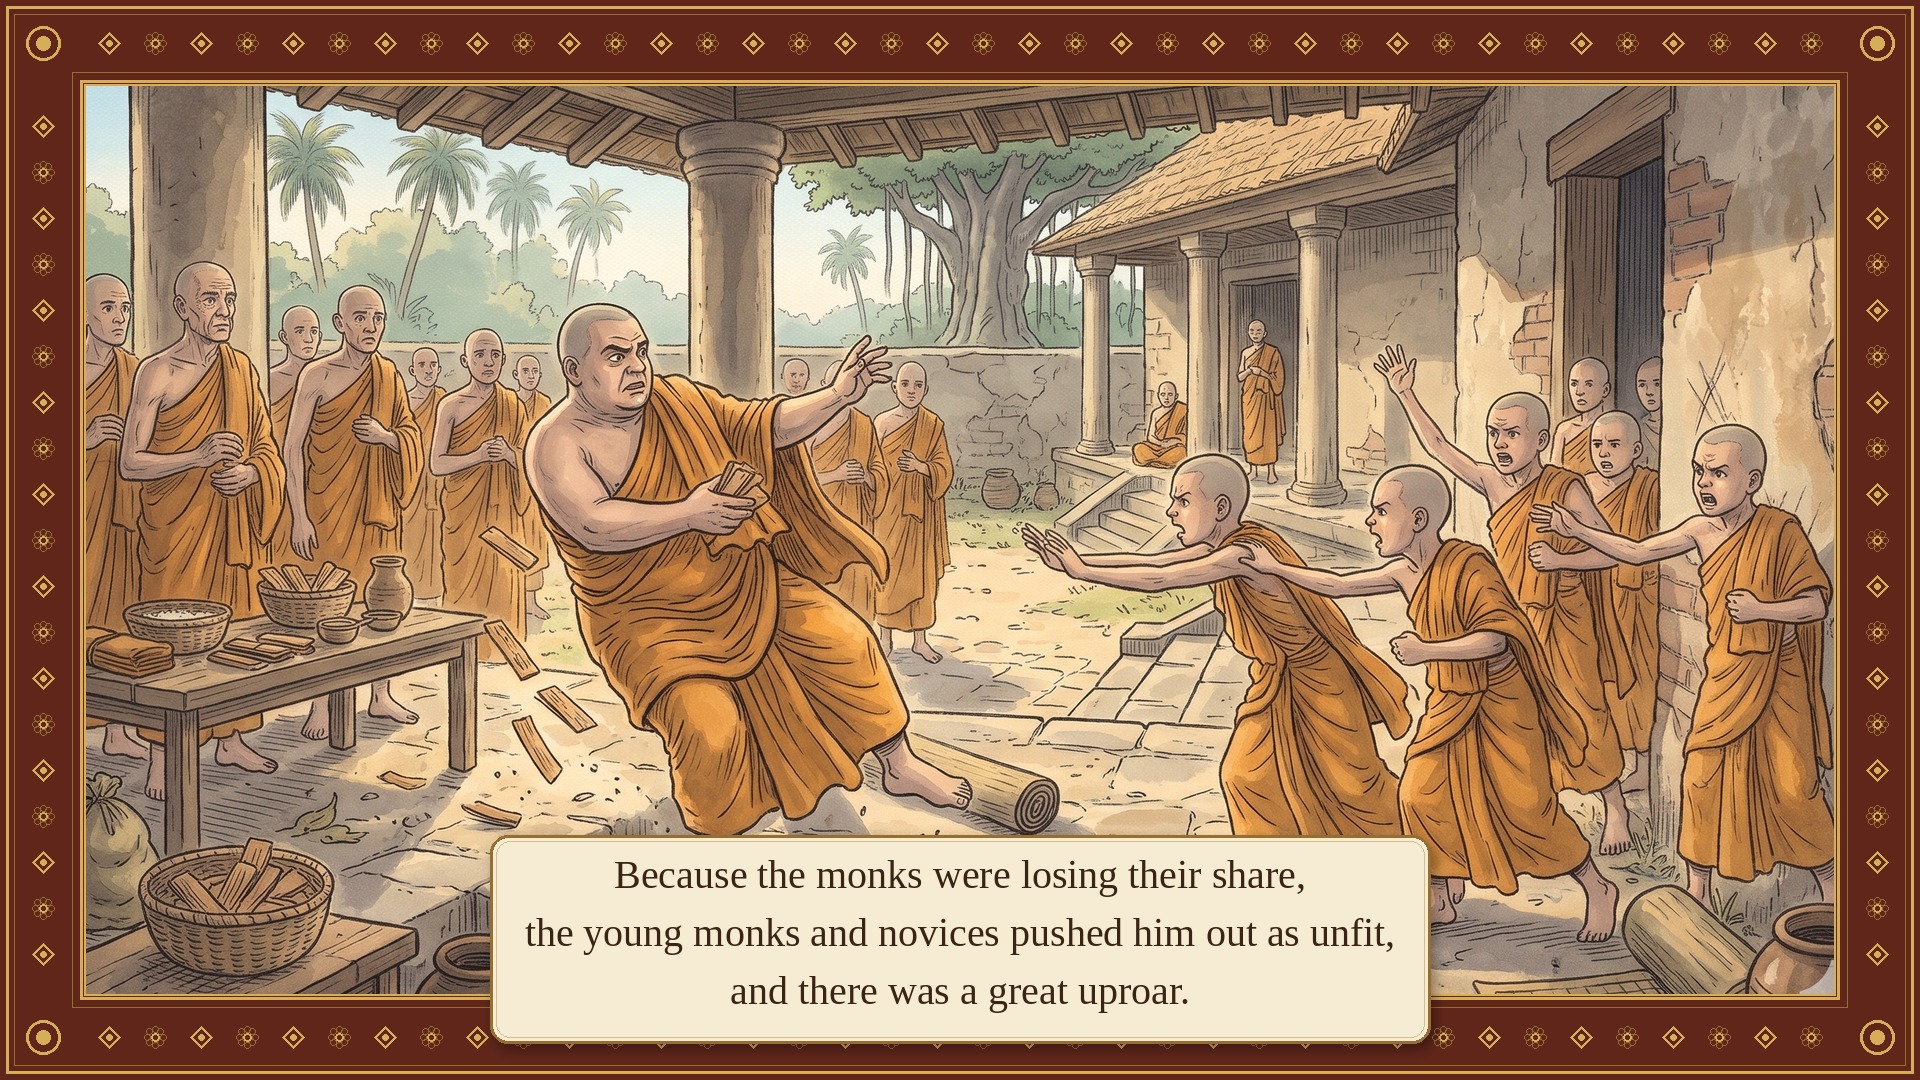 Because the monks were losing their share,
the young monks and novices pushed him out as unfit,
and there was a great uproar.